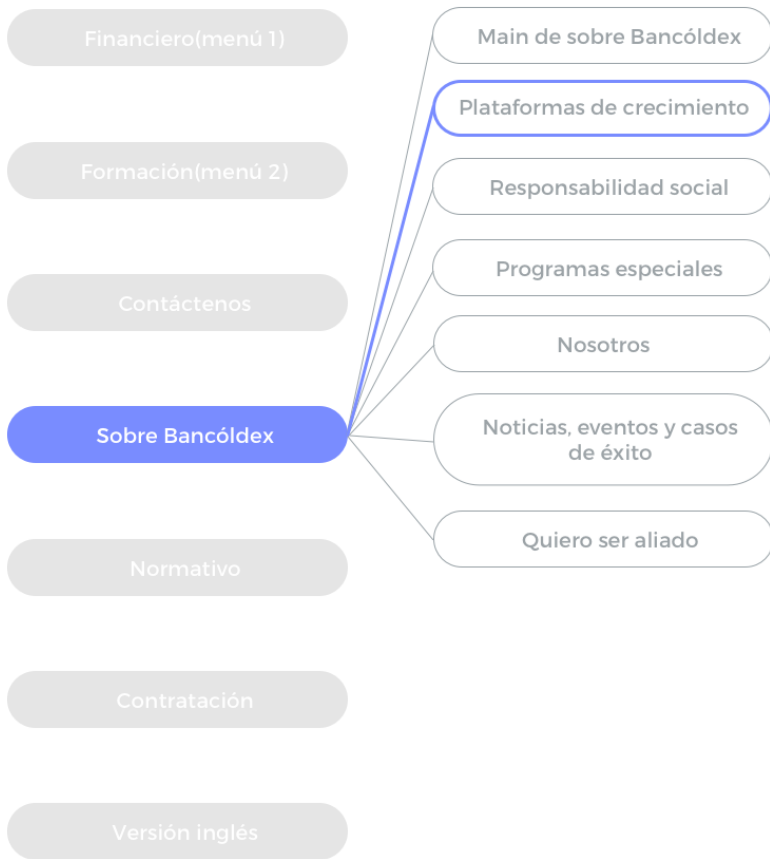 Financiero(menú 1)
Formación(menú 2)
Contáctenos
Sobre Bancóldex
Normativo
Contratación
Versión inglés
Main de sobre Bancóldex
Plataformas de crecimiento
Responsabilidad social
Programas especiales
Nosotros
Noticias, eventos y casos
de éxito
Quiero ser aliado